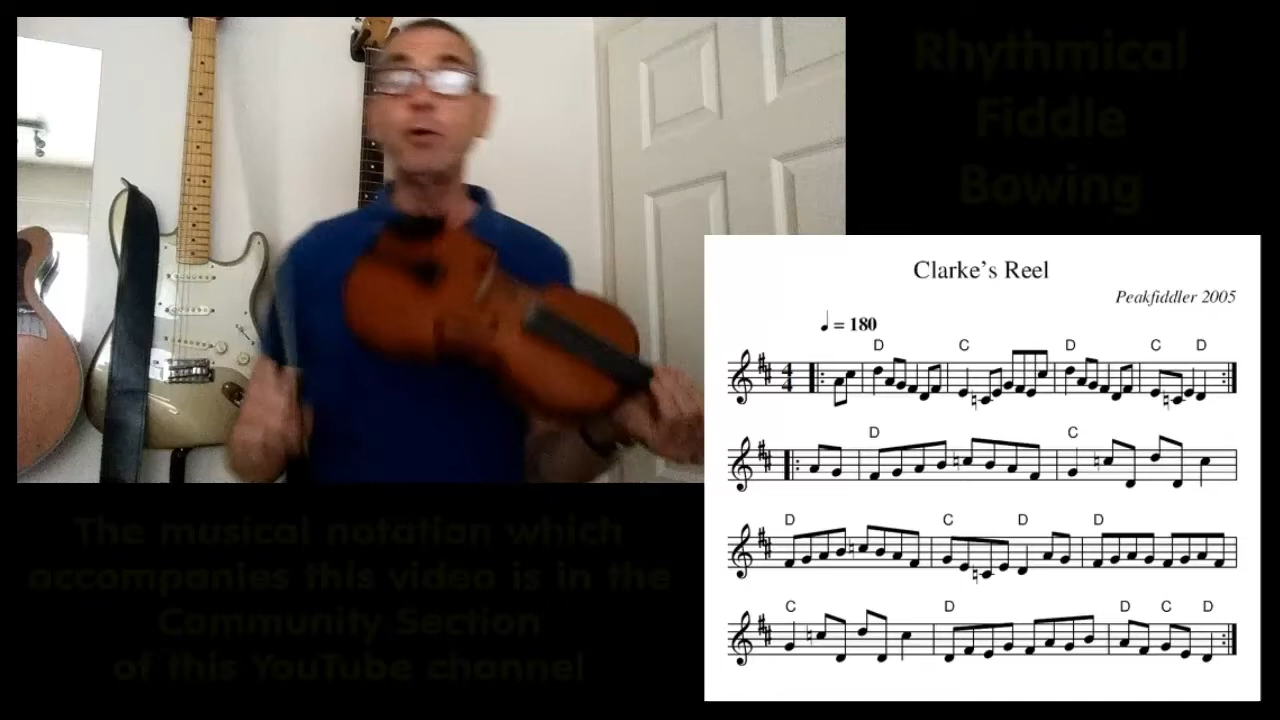 Rhythmical
Fiddle
Bowing
Clarke's Reel
Peakfiddler 2005
♩ = 180
D C D C D
D C
D C D D
C D D C D
The musical notation which
accompanies this video is in the
Community Section
of this YouTube channel